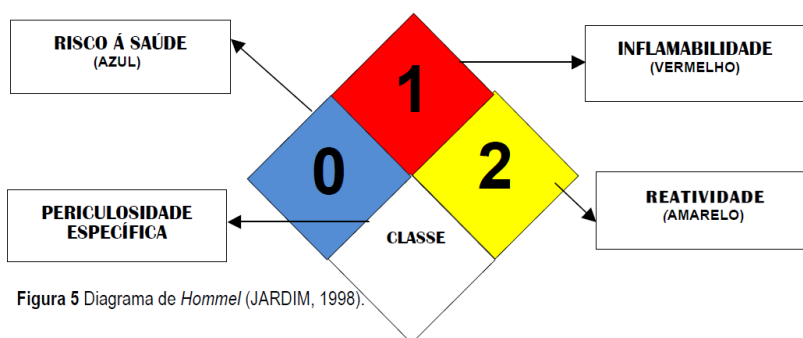 RISCO Á SAÚDE
(AZUL)
INFLAMABILIDADE
(VERMELHO)
1
0
2
PERICULOSIDADE
ESPECÍFICA
CLASSE
REATIVIDADE
(AMARELO)
Figura 5 Diagrama de Hommel (JARDIM, 1998).